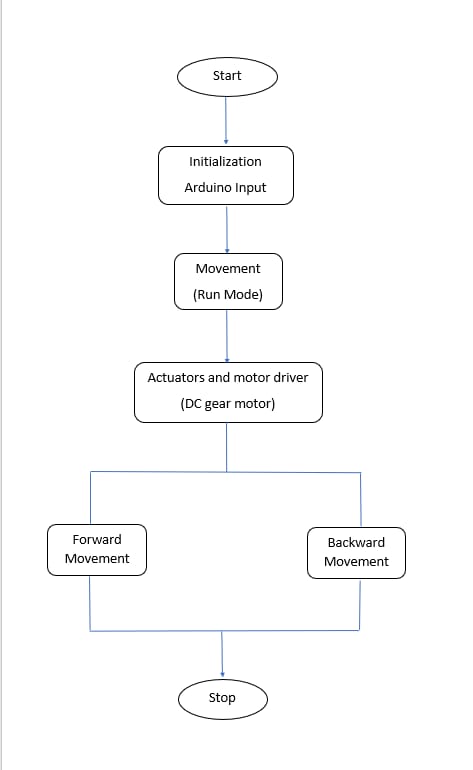 Start
Initialization
Arduino Input
Movement
(Run Mode)
Actuators and motor driver
(DC gear motor)
Forward
Movement
Backward
Movement
Stop